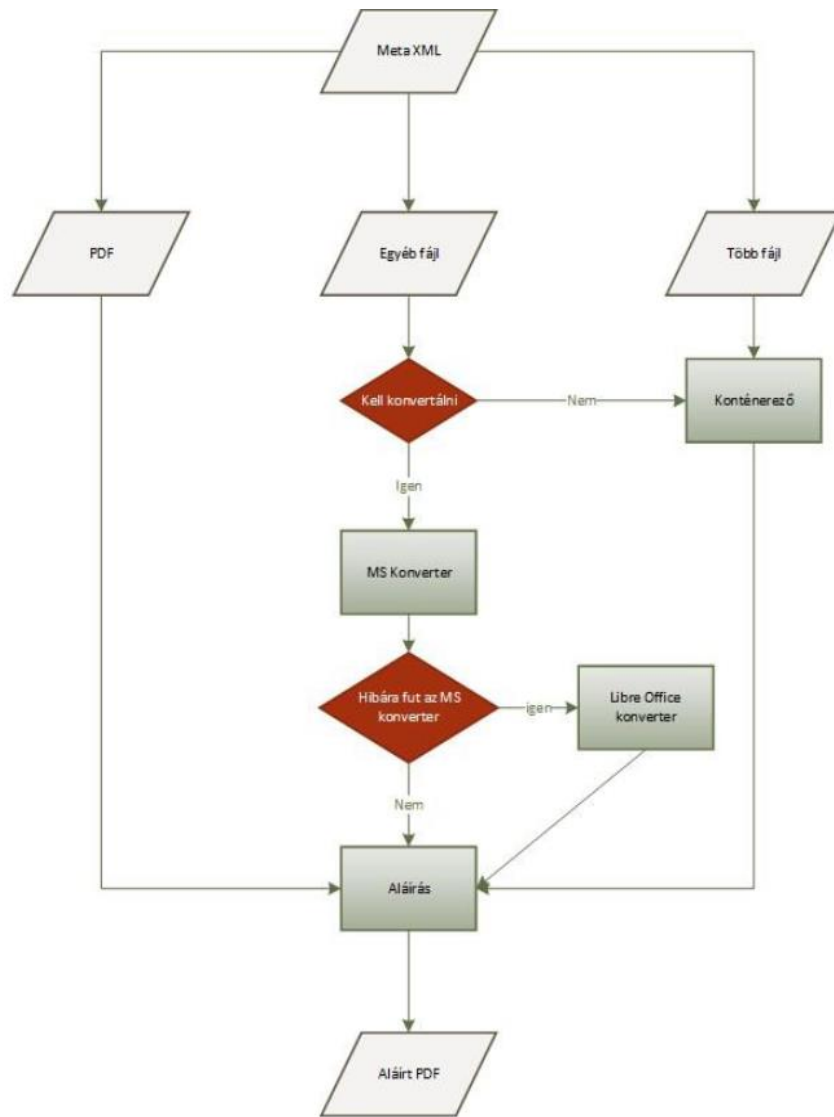 Meta XML
PDF
Egyéb fájl
Több fájl
Kell konvertálni
Nem
Konténerező
Igen
MS Konverter
Hibára fut az MS
konverter
igen
Libre Office
konverter
Nem
Aláírás
Aláírt PDF